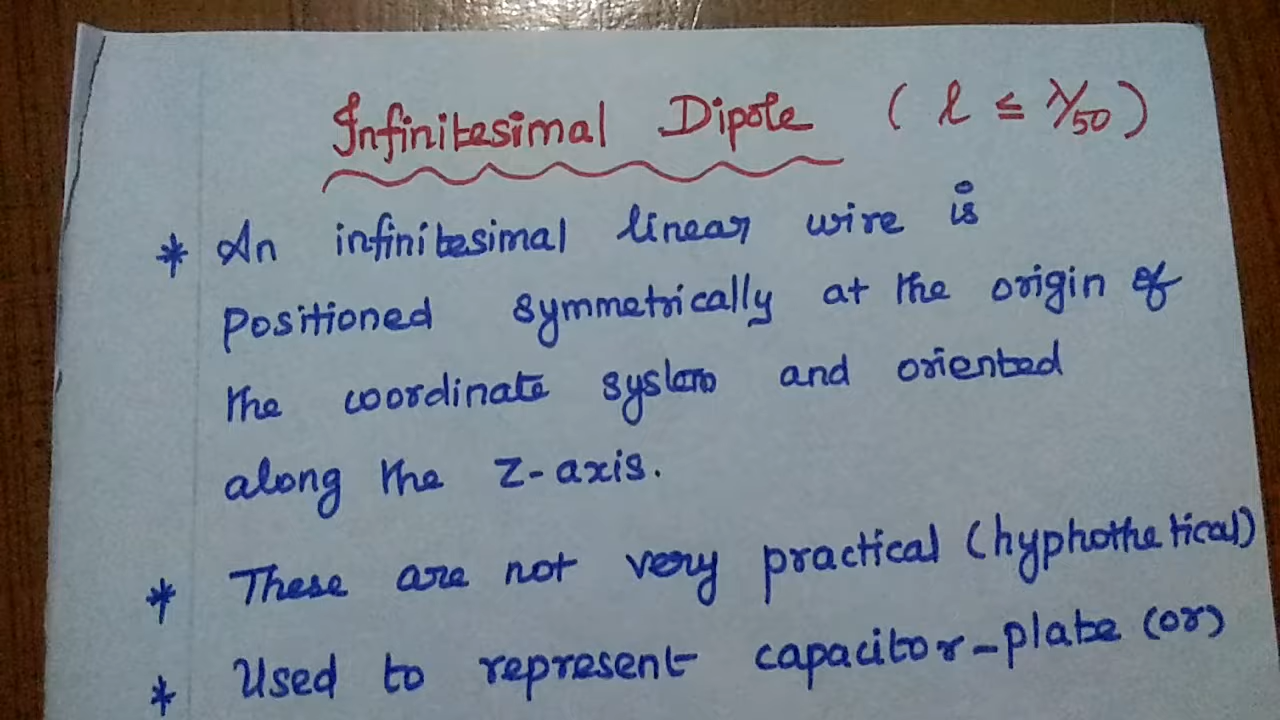 Infinitesimal Dipole (l ≤ λ/50)
* An infinitesimal linear wire is
positioned symmetrically at the origin of
the coordinate system and oriented
along the z-axis.
* These are not very practical (hyphothetical)
* Used to represent capacitor-plate (or)